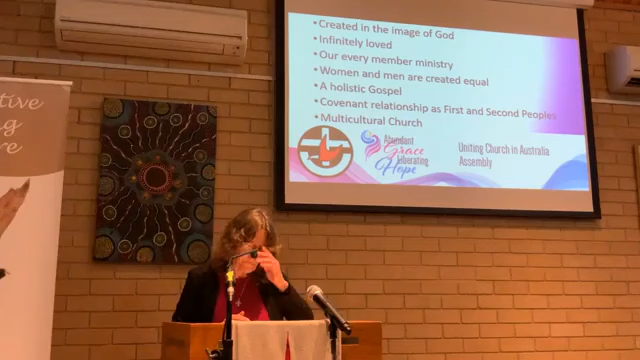 • Created in the image of God
• Infinitely loved
• Our every member ministry
• Women and men are created equal
• A holistic Gospel
• Covenant relationship as First and Second Peoples
• Multicultural Church
Abundant
Grace
Liberating
Hope
Uniting Church in Australia
Assembly